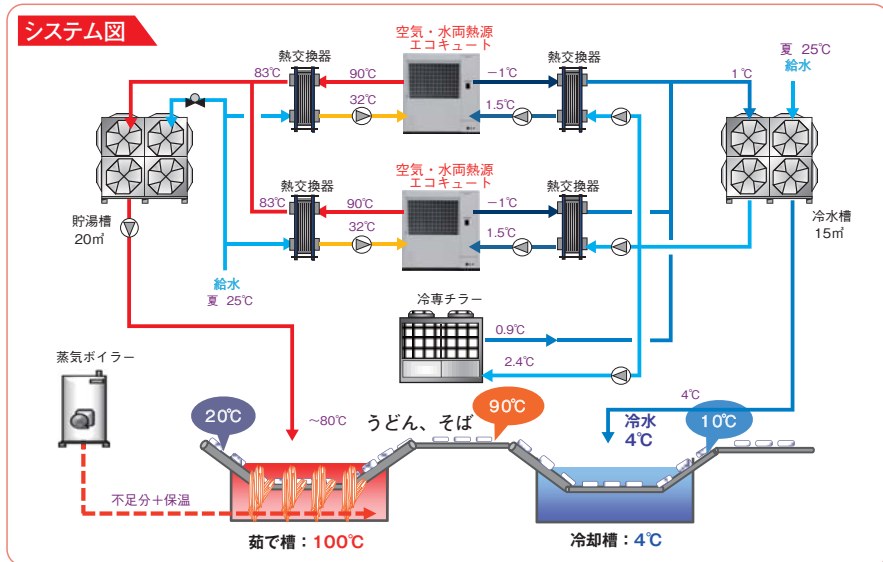 システム図
空気・水両熱源
エコキュート
熱交換器
熱交換器
夏 25℃
給水
83℃
90℃
−1℃
1℃
32℃
1.5℃
空気・水両熱源
エコキュート
熱交換器
熱交換器
83℃
90℃
−1℃
32℃
1.5℃
貯湯槽
20㎥
冷水槽
15㎥
給水
夏 25℃
冷専チラー
0.9℃
2.4℃
蒸気ボイラー
20℃
〜80℃
うどん、そば
90℃
4℃
冷水
4℃
10℃
不足分＋保温
茹で槽：100℃
冷却槽：4℃